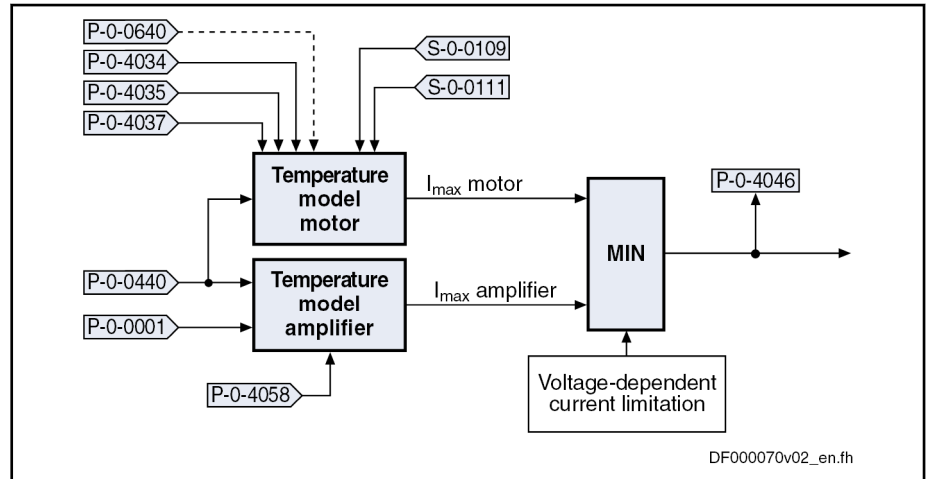 P-0-0640
P-0-4034
P-0-4035
P-0-4037
S-0-0109
S-0-0111
Temperature
model
motor
Imax motor
P-0-4046
MIN
P-0-0440
P-0-0001
Temperature
model
amplifier
Imax amplifier
P-0-4058
Voltage-dependent
current limitation
DF000070v02_en.fh